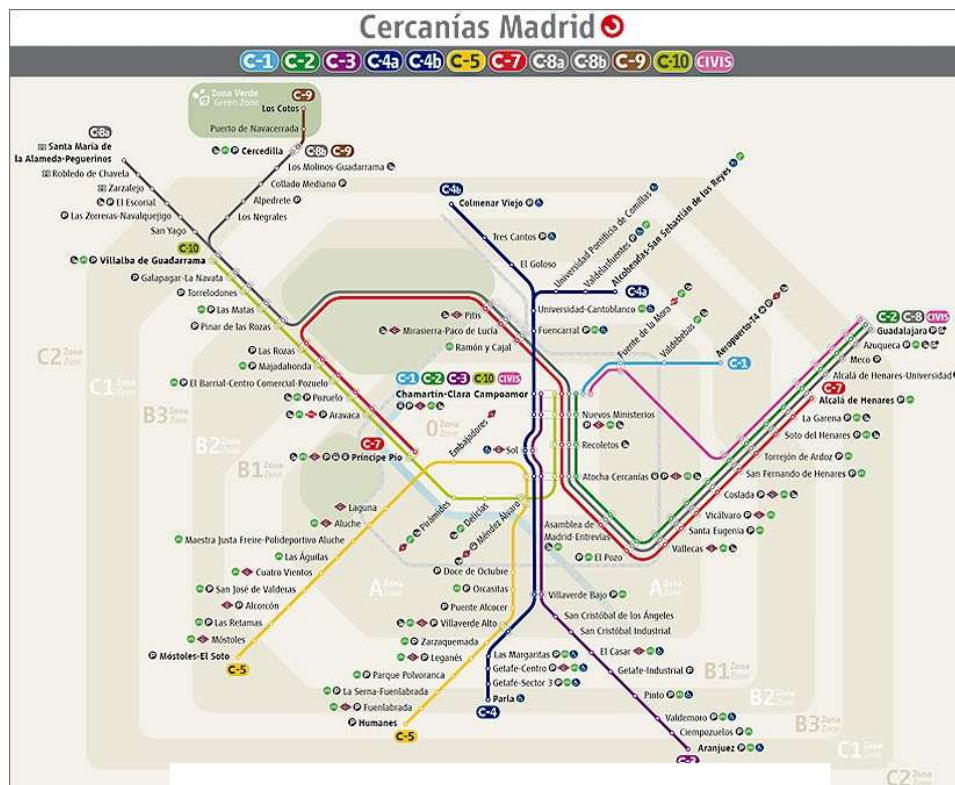 Cercanías Madrid
C-1 C-2 C-3 C-4a C-4b C-5 C-7 C-8a C-8b C-9 C-10 CIVIS
Zona Verde
Green Zone
C-9
Los Cotos
Puerto de Navacerrada
Cercedilla
C-8b C-9
C-8a
Santa María de
la Alameda-Peguerinos
Robledo de Chavela
Zarzalejo
El Escorial
Las Zorreras-Navalquejigo
San Yago
Los Molinos-Guadarrama
Collado Mediano
Alpedrete
Los Negrales
C-10
Villalba de Guadarrama
Galapagar-La Navata
Torrelodones
Las Matas
Pinar de las Rozas
Las Rozas
Majadahonda
El Barrial-Centro Comercial-Pozuelo
Pozuelo
Aravaca
C-7
Príncipe Pío
C-4b
Colmenar Viejo
Tres Cantos
El Goloso
Universidad Pontificia de Comillas
Valdelasfuentes
Alcobendas-San Sebastián de los Reyes
C-4a
Universidad-Cantoblanco
Fuencarral
Pitis
Mirasierra-Paco de Lucía
Ramón y Cajal
Fuente de la Mora
Valdebebas
Aeropuerto-T4
C-1
C-1 C-2 C-3 C-10 CIVIS
Chamartín-Clara Campoamor
Nuevos Ministerios
Recoletos
Sol
Embajadores
Atocha Cercanías
Pirámides
Delicias
Méndez Álvaro
C-2 C-8 CIVIS
Guadalajara
Azuqueca
Meco
Alcalá de Henares-Universidad
C-7
Alcalá de Henares
La Garena
Soto del Henares
Torrejón de Ardoz
San Fernando de Henares
Coslada
Vicálvaro
Santa Eugenia
Vallecas
Asamblea de
Madrid-Entrevías
El Pozo
Laguna
Aluche
Maestra Justa Freire-Polideportivo Aluche
Las Águilas
Cuatro Vientos
San José de Valderas
Alcorcón
Las Retamas
Móstoles
Móstoles-El Soto
C-5
Doce de Octubre
Orcasitas
Puente Alcocer
Villaverde Alto
Zarzaquemada
Leganés
Parque Polvoranca
La Serna-Fuenlabrada
Fuenlabrada
Humanes
C-5
Villaverde Bajo
Las Margaritas
Getafe-Centro
Getafe-Sector 3
Parla
C-4
San Cristóbal de los Ángeles
San Cristóbal Industrial
El Casar
Getafe-Industrial
Pinto
Valdemoro
Ciempozuelos
Aranjuez
C-3
0 Zona Zone
A Zona Zone
A Zona Zone
B1 Zona Zone
B1 Zona Zone
B2 Zona Zone
B2 Zona Zone
B3 Zona Zone
B3 Zona Zone
C1 Zona Zone
C1 Zona Zone
C2 Zona Zone
C2 Zona Zone